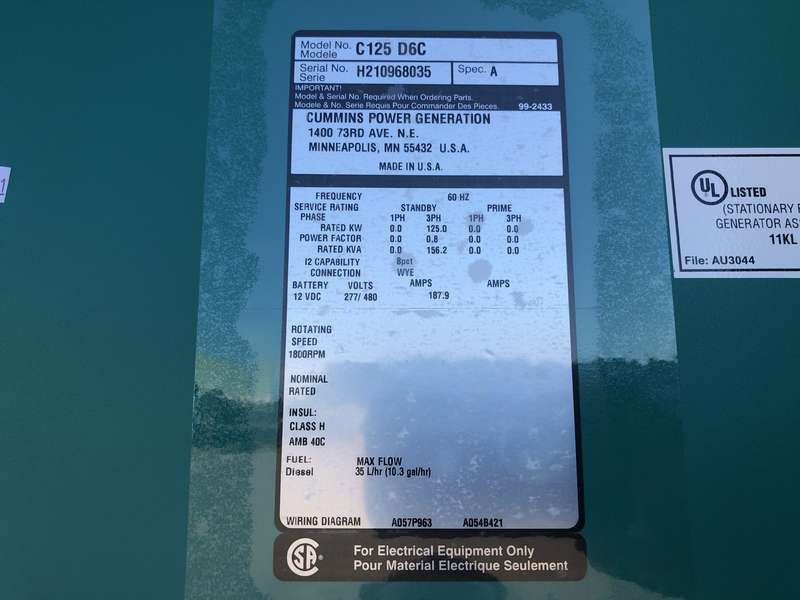 Model No. C125 D6C
Modele
Serial No. H210968035 Spec. A
Serie
IMPORTANT!
Model & Serial No. Required When Ordering Parts.
Modele & No. Serie Requis Pour Commander Des Pieces. 99-2433
CUMMINS POWER GENERATION
1400 73RD AVE. N.E.
MINNEAPOLIS, MN 55432 U.S.A.
MADE IN U.S.A.
FREQUENCY 60 HZ
SERVICE RATING STANDBY PRIME
PHASE 1PH 3PH 1PH 3PH
RATED KW 0.0 125.0 0.0 0.0
POWER FACTOR 0.0 0.8 0.0 0.0
RATED KVA 0.0 156.2 0.0 0.0
I2 CAPABILITY 8pct
CONNECTION WYE
BATTERY VOLTS AMPS AMPS
12 VDC 277/ 480 187.9
ROTATING
SPEED
1800RPM
NOMINAL
RATED
INSUL:
CLASS H
AMB 40C
FUEL: MAX FLOW
Diesel 35 L/hr (10.3 gal/hr)
WIRING DIAGRAM A057P963 A054B421
CSA
For Electrical Equipment Only
Pour Material Electrique Seulement
UL LISTED
(STATIONARY
GENERATOR
11KL
File: AU3044
1